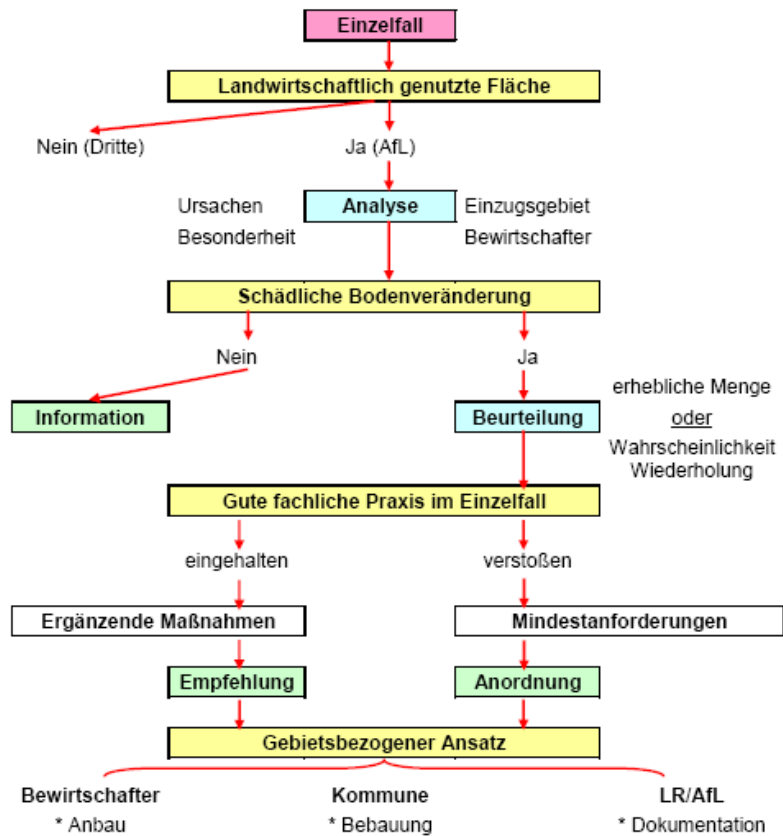 Einzelfall
Landwirtschaftlich genutzte Fläche
Nein (Dritte) Ja (AfL)
Ursachen Analyse Einzugsgebiet
Besonderheit Bewirtschafter
Schädliche Bodenveränderung
Nein Ja
Information Beurteilung erhebliche Menge
oder
Wahrscheinlichkeit
Wiederholung
Gute fachliche Praxis im Einzelfall
eingehalten verstoßen
Ergänzende Maßnahmen Mindestanforderungen
Empfehlung Anordnung
Gebietsbezogener Ansatz
Bewirtschafter Kommune LR/AfL
* Anbau * Bebauung * Dokumentation